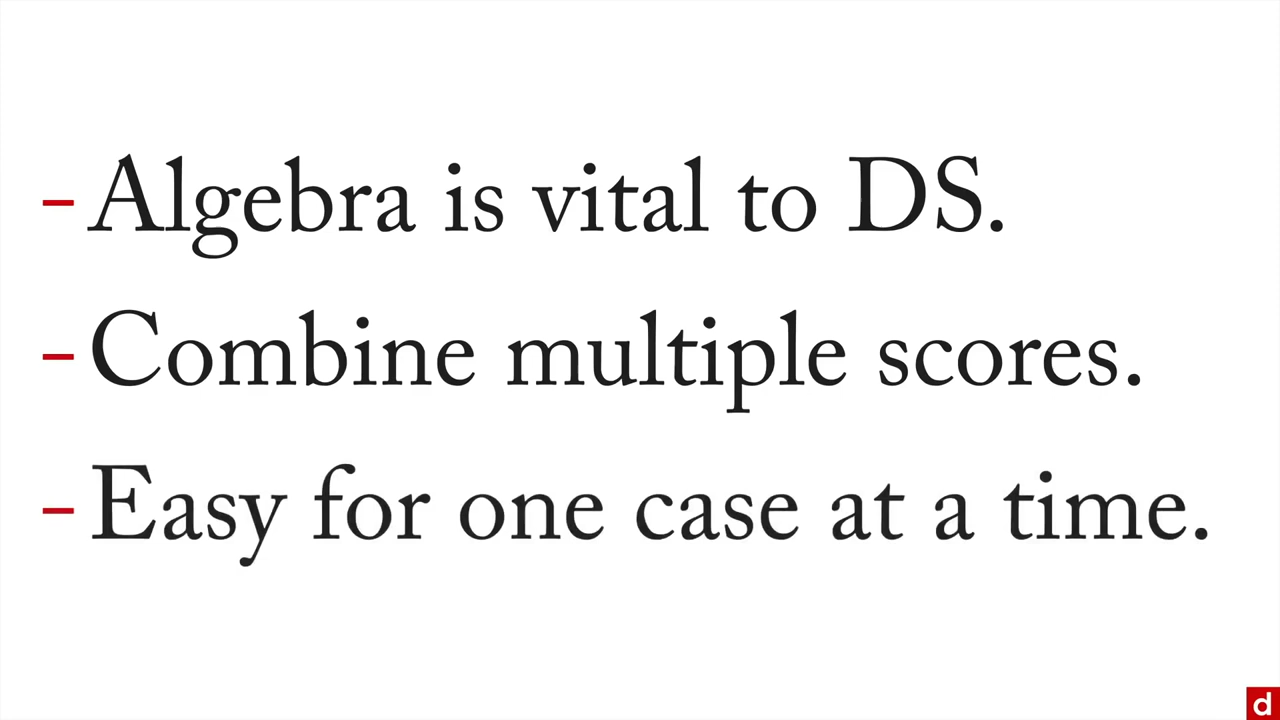 – Algebra is vital to DS.
– Combine multiple scores.
– Easy for one case at a time.
d